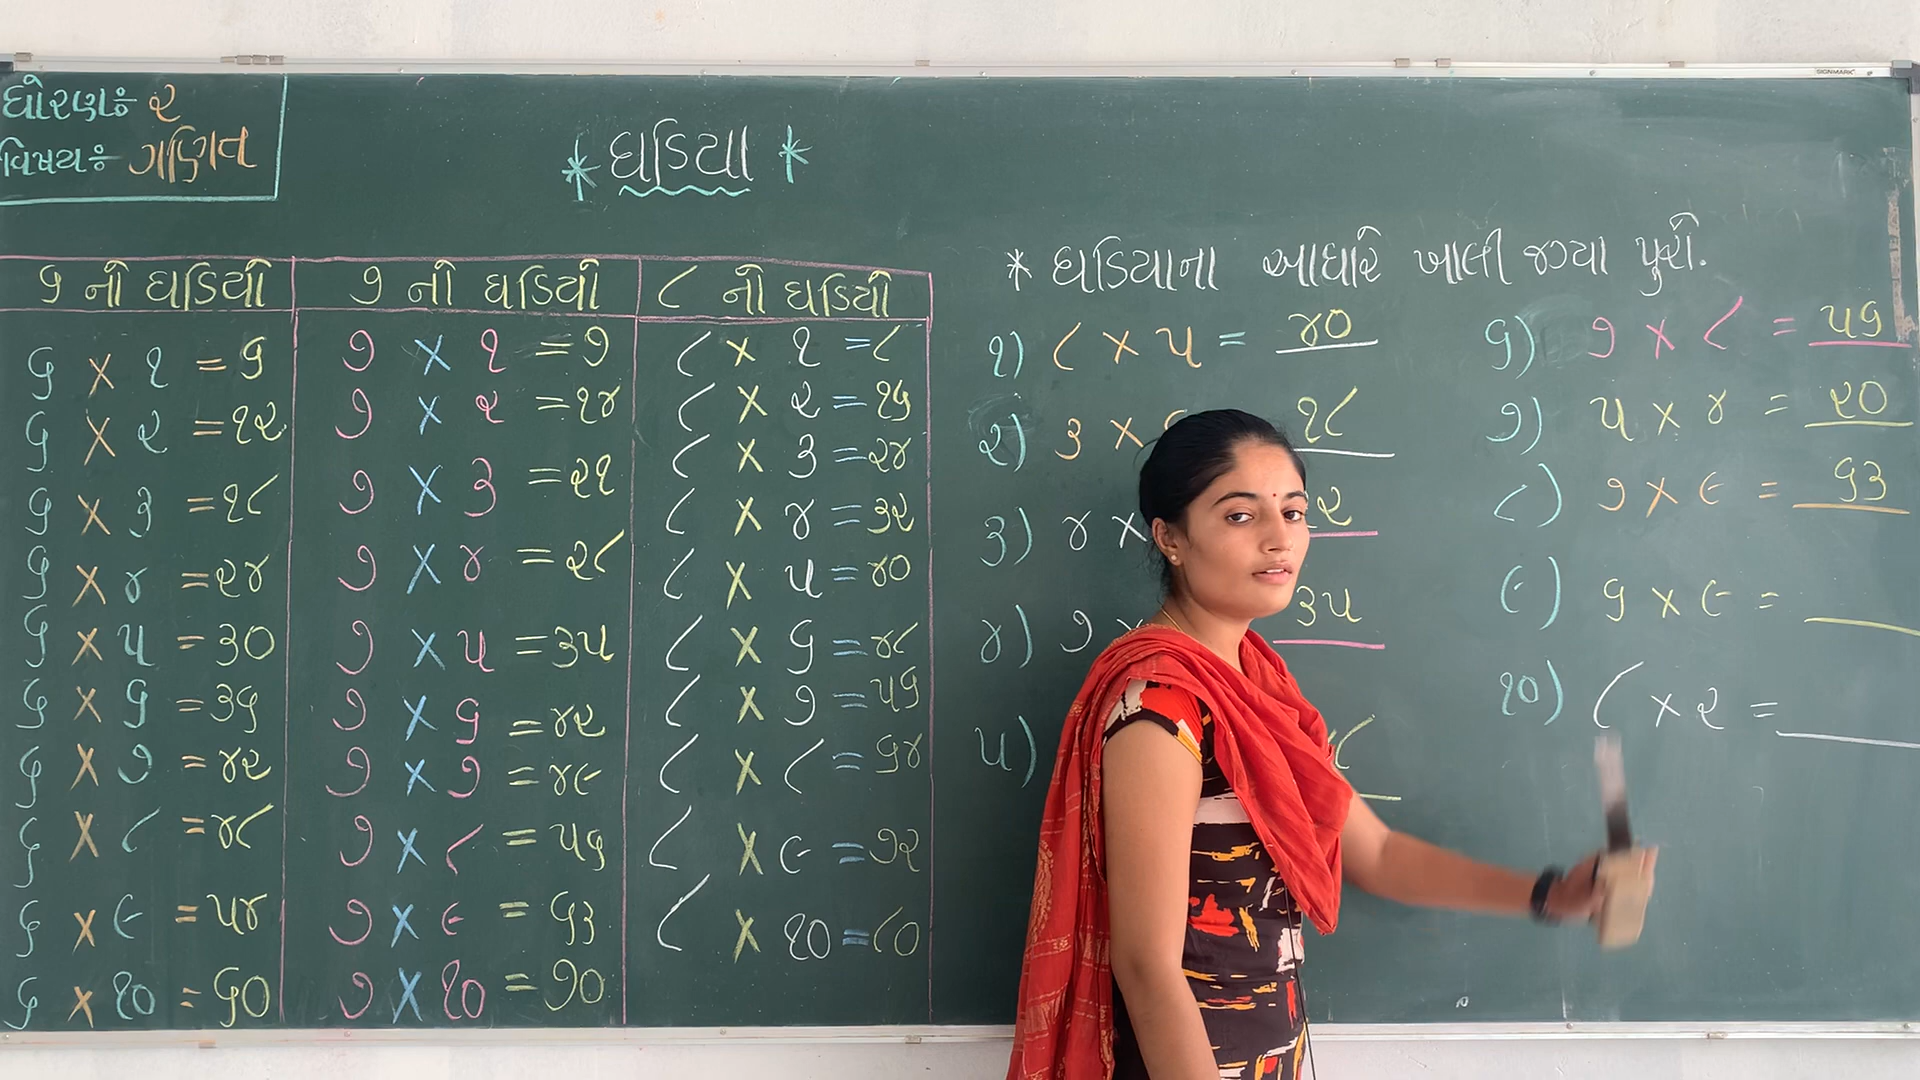 ધોરણઃ ૨
વિષયઃ ગણિત
* ઘડિયા *
૬ નો ઘડિયો
૬ × ૧ = ૬
૬ × ૨ = ૧૨
૬ × ૩ = ૧૮
૬ × ૪ = ૨૪
૬ × ૫ = ૩૦
૬ × ૬ = ૩૬
૬ × ૭ = ૪૨
૬ × ૮ = ૪૮
૬ × ૯ = ૫૪
૬ × ૧૦ = ૬૦
૭ નો ઘડિયો
૭ × ૧ = ૭
૭ × ૨ = ૧૪
૭ × ૩ = ૨૧
૭ × ૪ = ૨૮
૭ × ૫ = ૩૫
૭ × ૬ = ૪૨
૭ × ૭ = ૪૯
૭ × ૮ = ૫૬
૭ × ૯ = ૬૩
૭ × ૧૦ = ૭૦
૮ નો ઘડિયો
૮ × ૧ = ૮
૮ × ૨ = ૧૬
૮ × ૩ = ૨૪
૮ × ૪ = ૩૨
૮ × ૫ = ૪૦
૮ × ૬ = ૪૮
૮ × ૭ = ૫૬
૮ × ૮ = ૬૪
૮ × ૯ = ૭૨
૮ × ૧૦ = ૮૦
* ઘડિયાના આધારે ખાલી જગ્યા પુરો.
૧) ૮ × ૫ = ૪૦
૨) ૩ × ૧૮
૩) ૪ × ૨
૪) ૭ × ૩૫
૫) ૮
૬) ૭ × ૮ = ૫૬
૭) ૫ × ૪ = ૨૦
૮) ૭ × ૯ = ૬૩
૯) ૬ × ૯ =
૧૦) ૮ × ૨ =
SIGNMARK